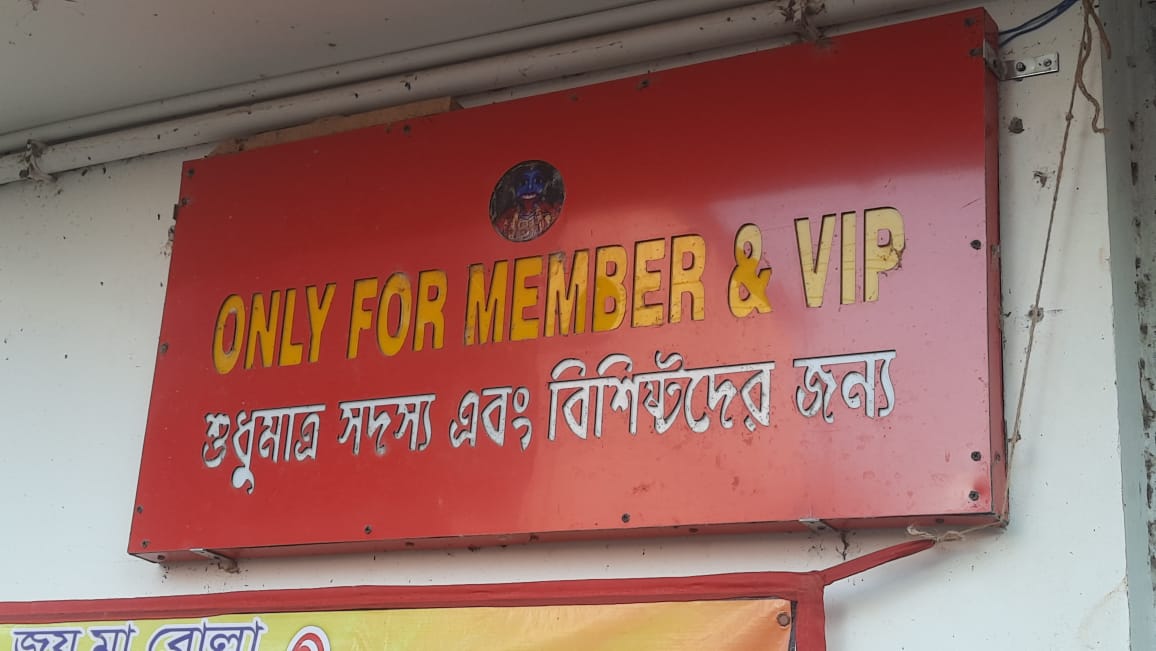 ONLY FOR MEMBER & VIP
শুধুমাত্র সদস্য এবং বিশিষ্টদের জন্য
জয় মা বোল্লা